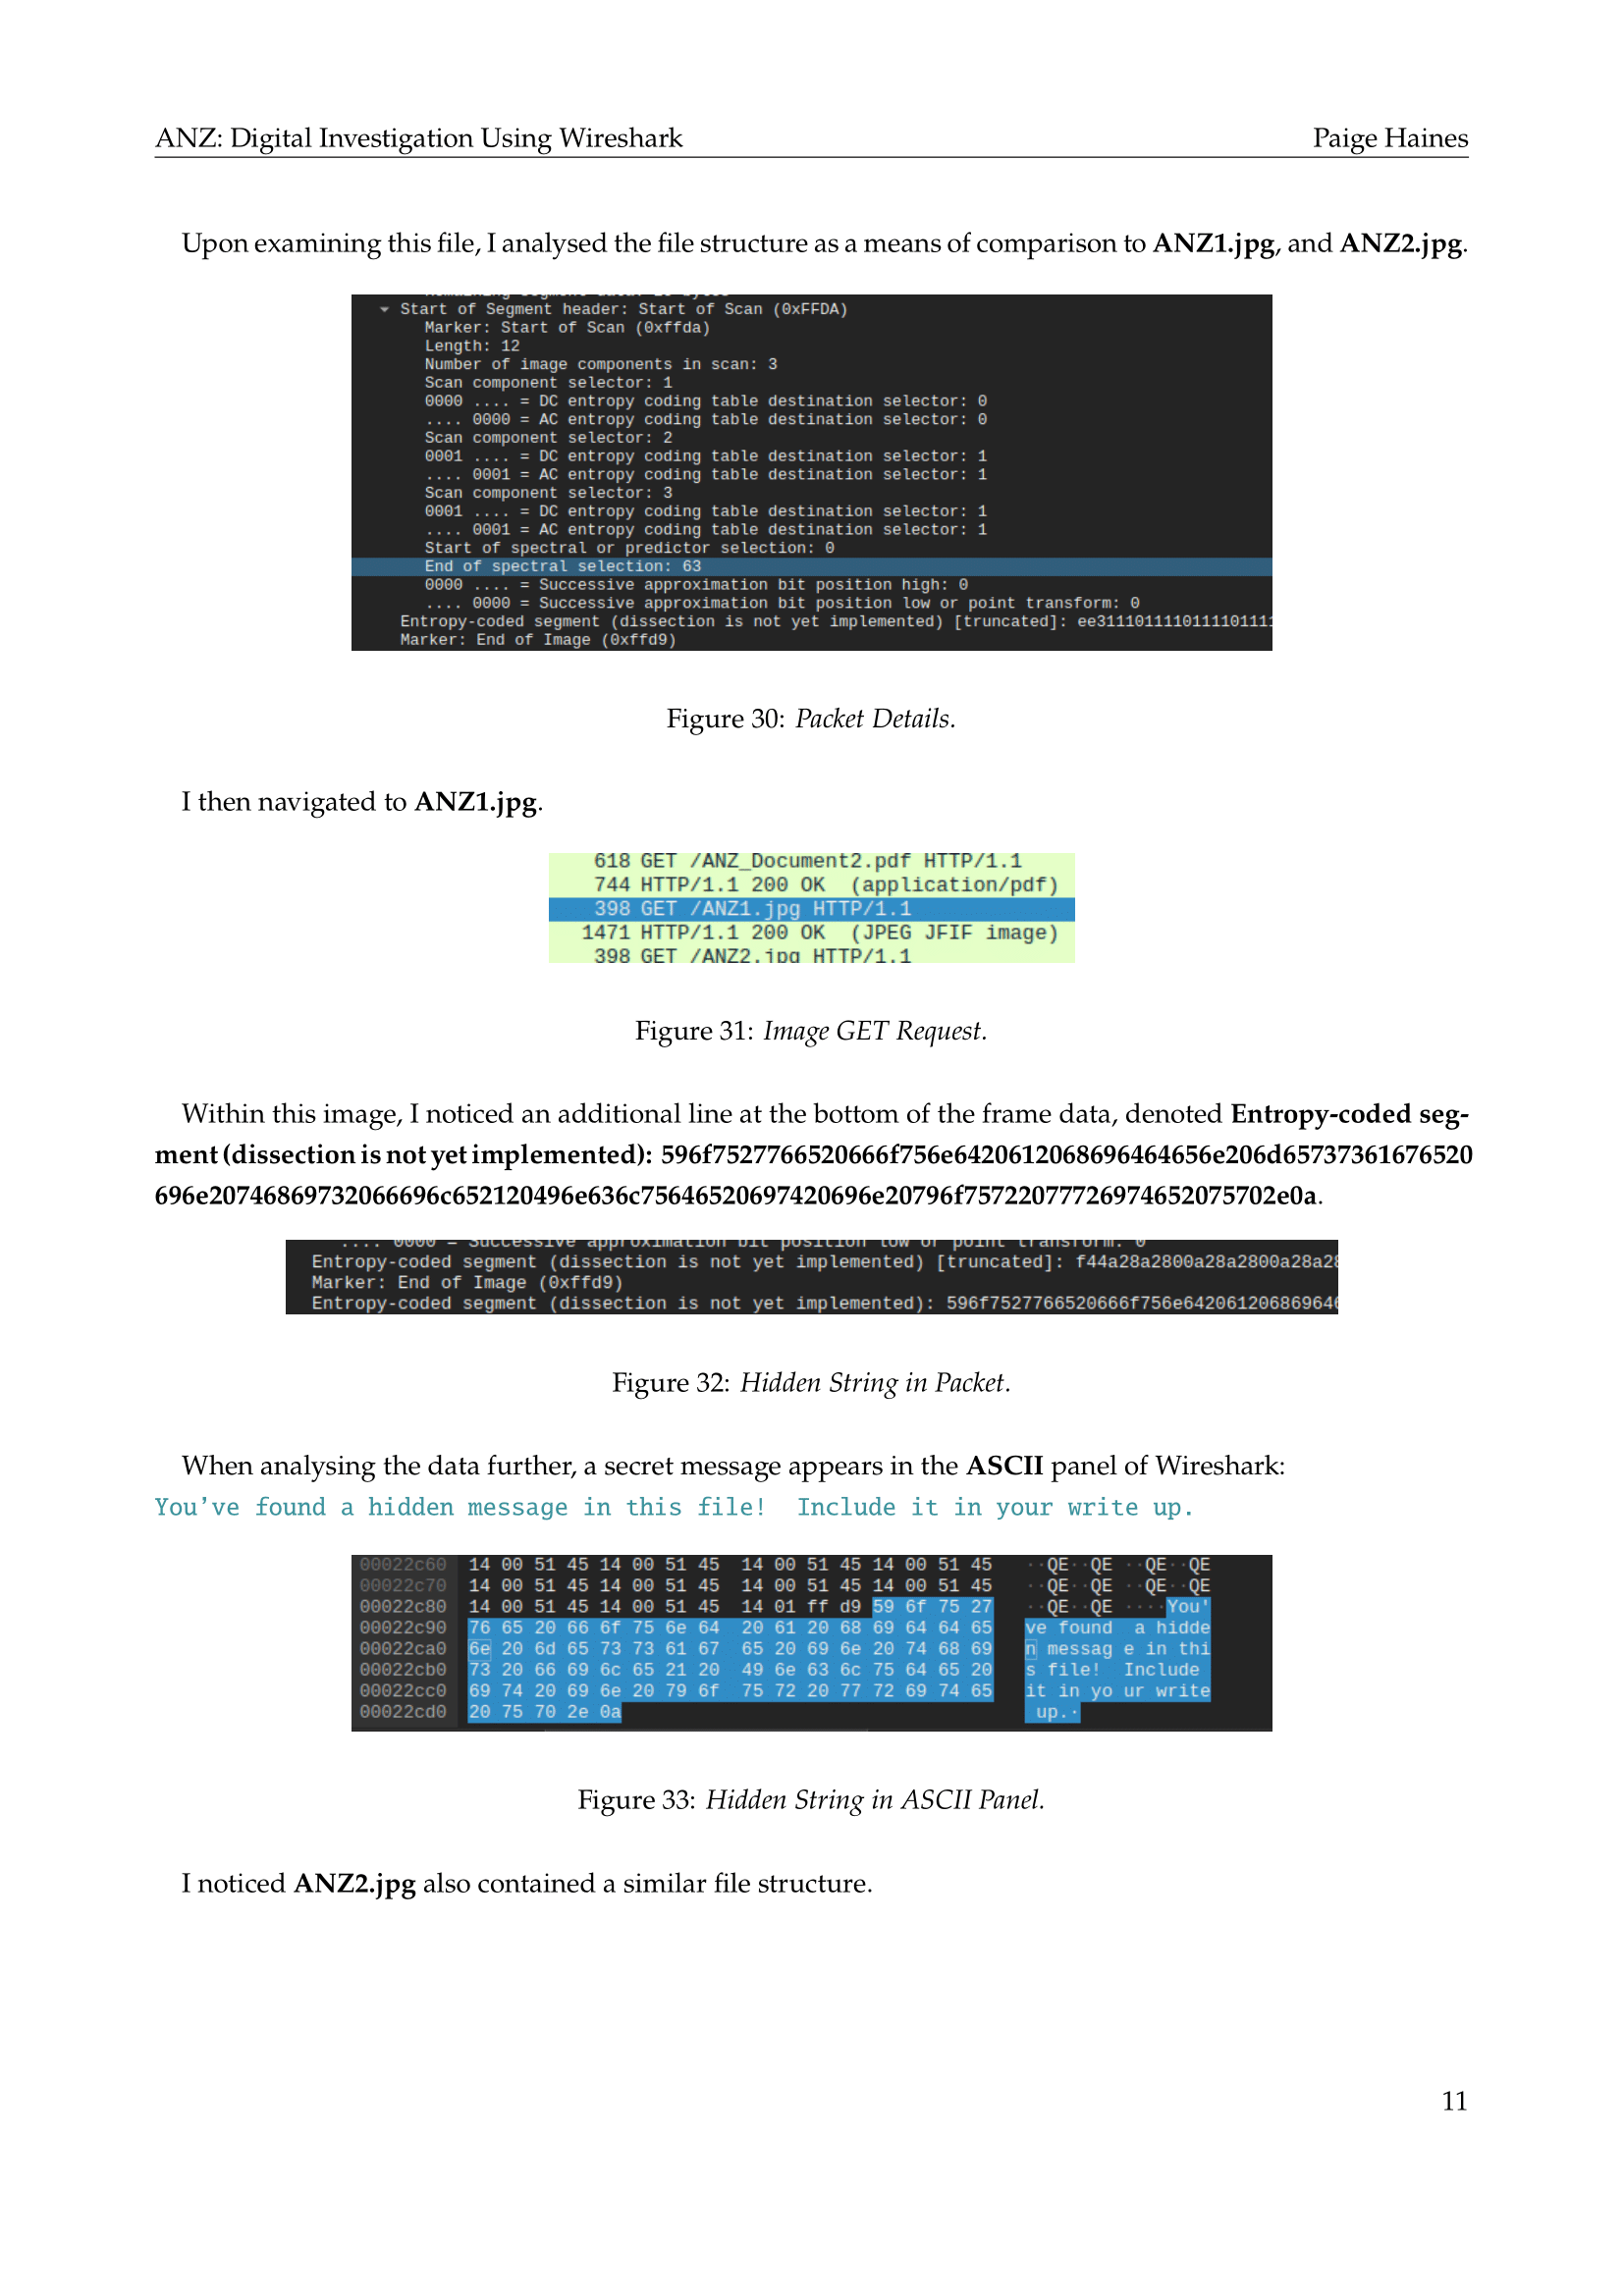 ANZ: Digital Investigation Using Wireshark Paige Haines
Upon examining this file, I analysed the file structure as a means of comparison to ANZ1.jpg, and ANZ2.jpg.
Start of Segment header: Start of Scan (0xFFDA)
Marker: Start of Scan (0xffda)
Length: 12
Number of image components in scan: 3
Scan component selector: 1
0000 .... = DC entropy coding table destination selector: 0
.... 0000 = AC entropy coding table destination selector: 0
Scan component selector: 2
0001 .... = DC entropy coding table destination selector: 1
.... 0001 = AC entropy coding table destination selector: 1
Scan component selector: 3
0001 .... = DC entropy coding table destination selector: 1
.... 0001 = AC entropy coding table destination selector: 1
Start of spectral or predictor selection: 0
End of spectral selection: 63
0000 .... = Successive approximation bit position high: 0
.... 0000 = Successive approximation bit position low or point transform: 0
Entropy-coded segment (dissection is not yet implemented) [truncated]: ee3111011110111101111
Marker: End of Image (0xffd9)
Figure 30: Packet Details.
I then navigated to ANZ1.jpg.
618 GET /ANZ_Document2.pdf HTTP/1.1
744 HTTP/1.1 200 OK (application/pdf)
398 GET /ANZ1.jpg HTTP/1.1
1471 HTTP/1.1 200 OK (JPEG JFIF image)
398 GET /ANZ2.jpg HTTP/1.1
Figure 31: Image GET Request.
Within this image, I noticed an additional line at the bottom of the frame data, denoted Entropy-coded seg-
ment (dissection is not yet implemented): 596f7527766520666f756e6420612068696464656e206d65737361676520
696e20746869732066696c652120496e636c75646520697420696e20796f757220777726974652075702e0a.
.... 0000 = Successive approximation bit position low or point transform: 0
Entropy-coded segment (dissection is not yet implemented) [truncated]: f44a28a2800a28a2800a28a28
Marker: End of Image (0xffd9)
Entropy-coded segment (dissection is not yet implemented): 596f7527766520666f756e642061206869646
Figure 32: Hidden String in Packet.
When analysing the data further, a secret message appears in the ASCII panel of Wireshark:
You've found a hidden message in this file! Include it in your write up.
00022c60 14 00 51 45 14 00 51 45 14 00 51 45 14 00 51 45 ··QE··QE ··QE··QE
00022c70 14 00 51 45 14 00 51 45 14 00 51 45 14 00 51 45 ··QE··QE ··QE··QE
00022c80 14 00 51 45 14 00 51 45 14 01 ff d9 59 6f 75 27 ··QE··QE ····You'
00022c90 76 65 20 66 6f 75 6e 64 20 61 20 68 69 64 64 65 ve found a hidde
00022ca0 6e 20 6d 65 73 73 61 67 65 20 69 6e 20 74 68 69 n messag e in thi
00022cb0 73 20 66 69 6c 65 21 20 49 6e 63 6c 75 64 65 20 s file! Include
00022cc0 69 74 20 69 6e 20 79 6f 75 72 20 77 72 69 74 65 it in yo ur write
00022cd0 20 75 70 2e 0a up.·
Figure 33: Hidden String in ASCII Panel.
I noticed ANZ2.jpg also contained a similar file structure.
11